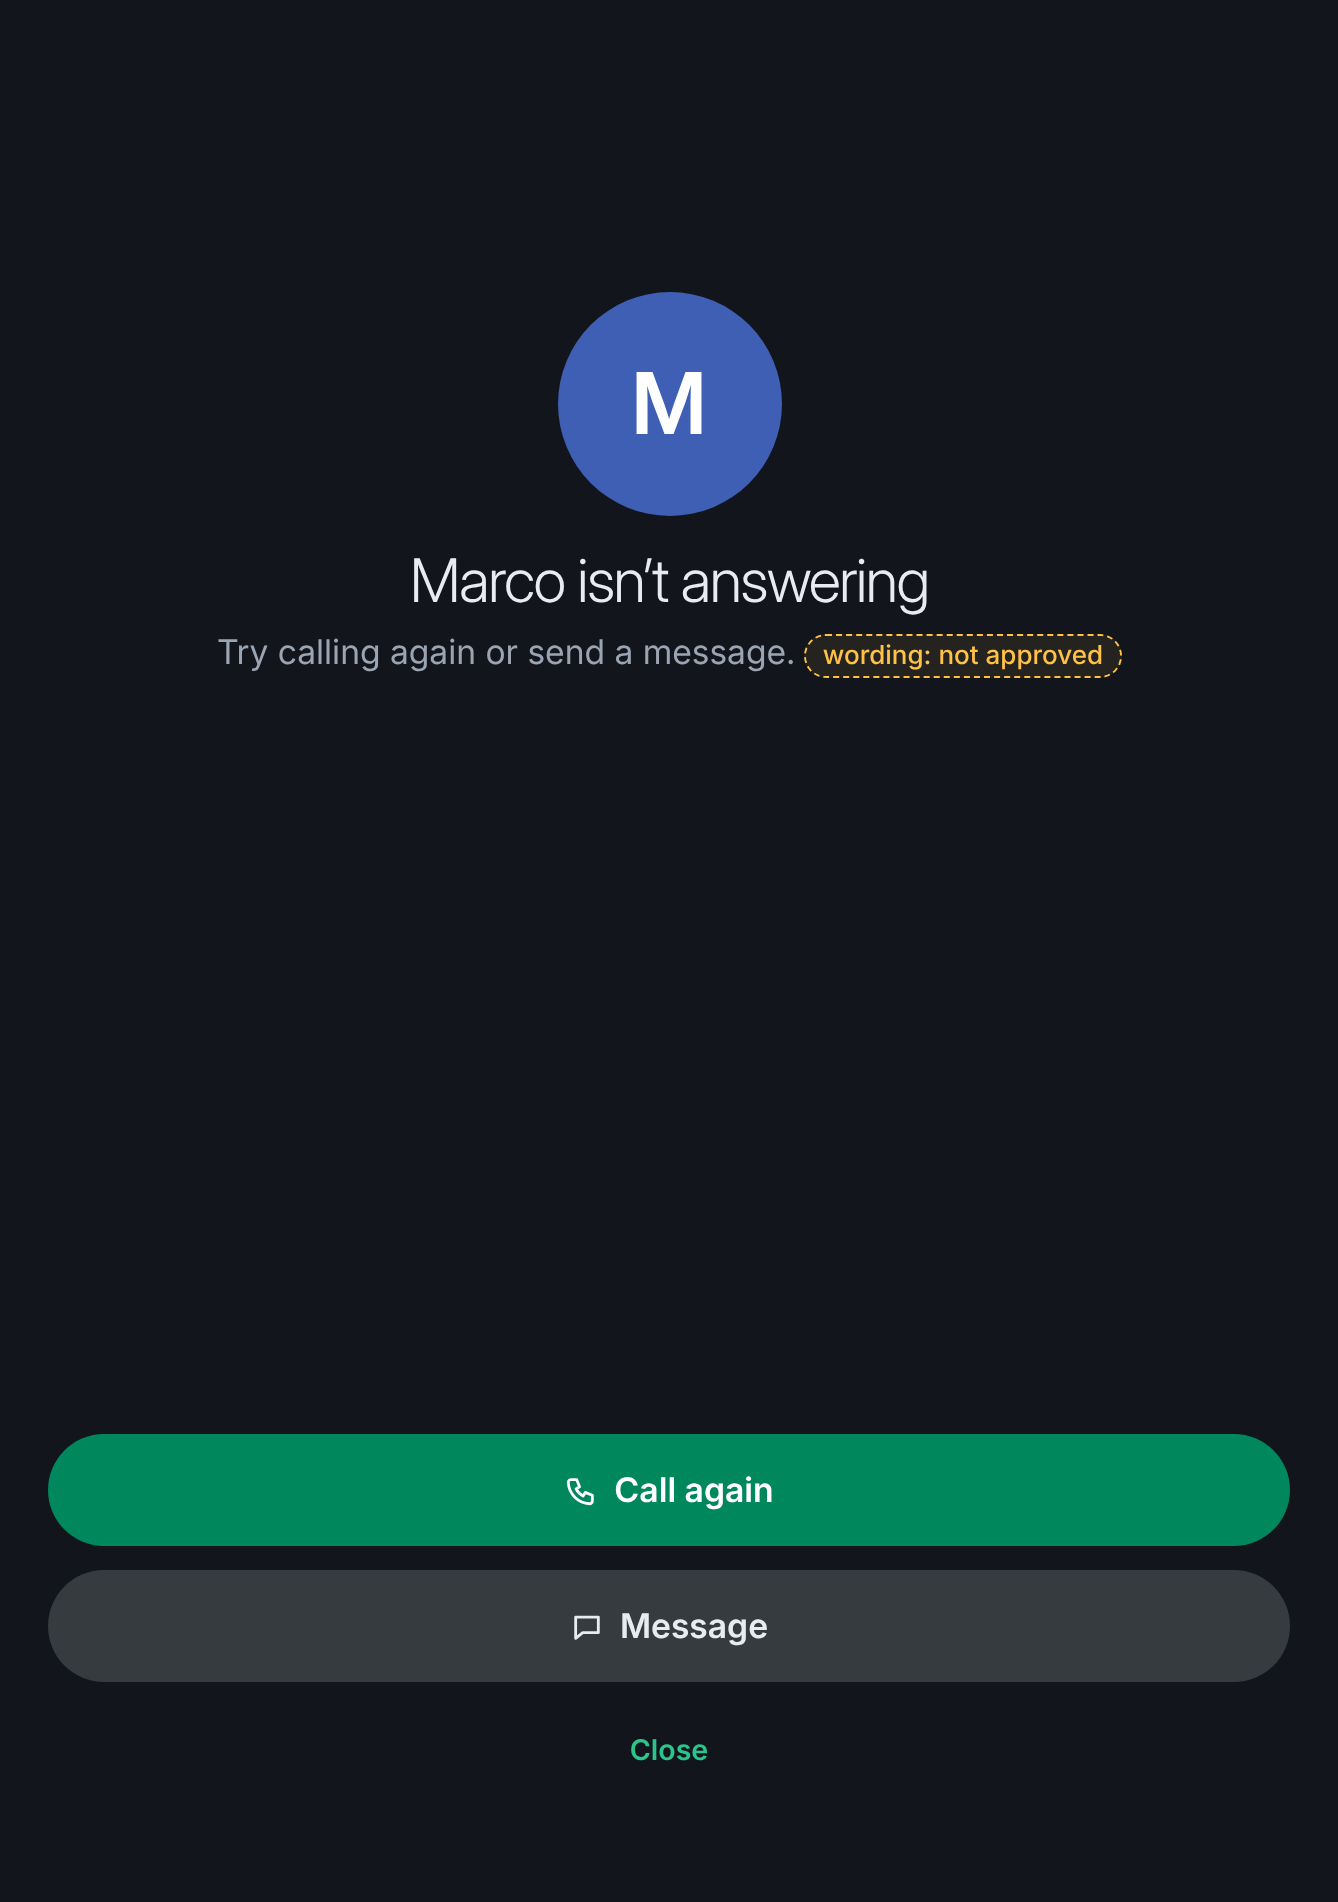 M
Marco isn’t answering
Try calling again or send a message. wording: not approved
Call again
Message
Close